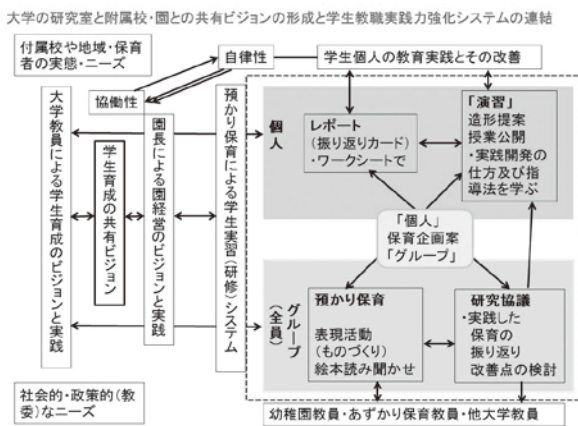 大学の研究室と附属校・園との共有ビジョンの形成と学生教職実践力強化システムの連結
付属校や地域・保育
者の実態・ニーズ
自律性
学生個人の教育実践とその改善
協働性
大学教員による学生育成のビジョンと実践
学生育成の共有ビジョン
園長による園経営のビジョンと実践
預かり保育による学生実習(研修)システム
個人
レポート
(振り返りカード)
・ワークシートで
「演習」
造形提案
授業公開
・実践開発の
仕方及び指
導法を学ぶ
「個人」
保育企画案
「グループ」
グループ
(全員)
預かり保育
表現活動
(ものづくり)
絵本読み聞かせ
研究協議
・実践した
保育の
振り返り
改善点の検討
社会的・政策的(教
委)なニーズ
幼稚園教員・あずかり保育教員・他大学教員